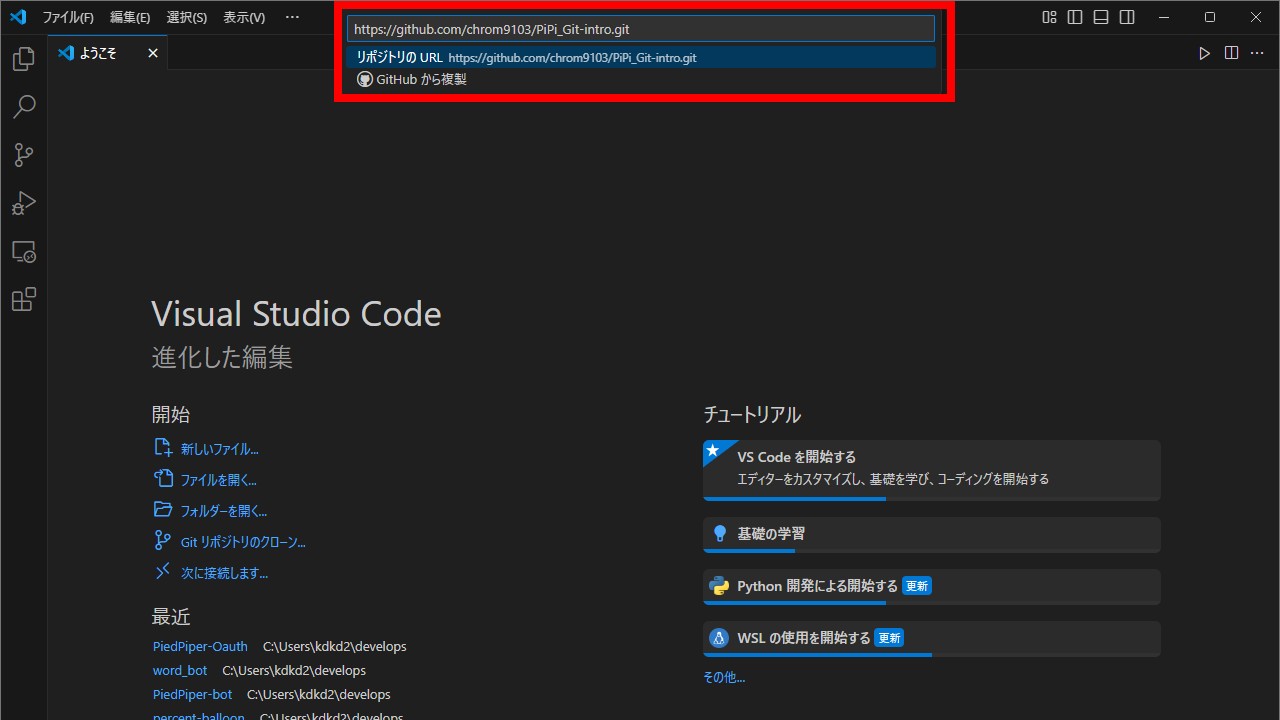 ファイル(F) 編集(E) 選択(S) 表示(V) ···
https://github.com/chrom9103/PiPi_Git-intro.git
リポジトリの URL https://github.com/chrom9103/PiPi_Git-intro.git
GitHub から複製
ようこそ
Visual Studio Code
進化した編集
開始
新しいファイル...
ファイルを開く...
フォルダーを開く...
Git リポジトリのクローン...
次に接続します...
最近
PiedPiper-Oauth C:\Users\kdkd2\develops
word_bot C:\Users\kdkd2\develops
PiedPiper-bot C:\Users\kdkd2\develops
percent-balloon C:\Users\kdkd2\develops
チュートリアル
VS Code を開始する
エディターをカスタマイズし、基礎を学び、コーディングを開始する
基礎の学習
Python 開発による開始する 更新
WSL の使用を開始する 更新
その他...